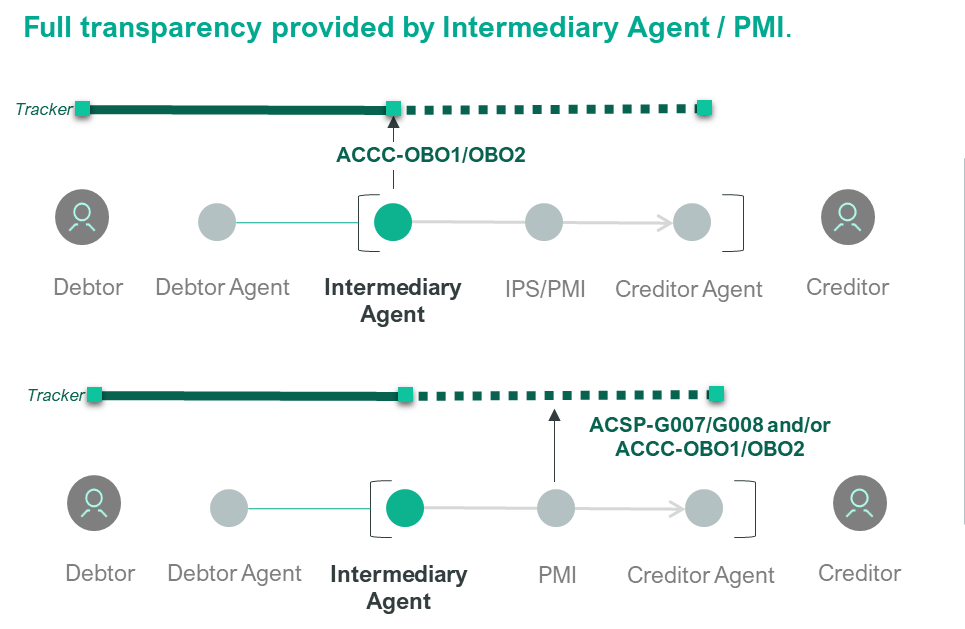 Full transparency provided by Intermediary Agent / PMI.
Tracker
ACCC-OBO1/OBO2
Debtor
Debtor Agent
Intermediary
Agent
IPS/PMI
Creditor Agent
Creditor
Tracker
ACSP-G007/G008 and/or
ACCC-OBO1/OBO2
Debtor
Debtor Agent
Intermediary
Agent
PMI
Creditor Agent
Creditor